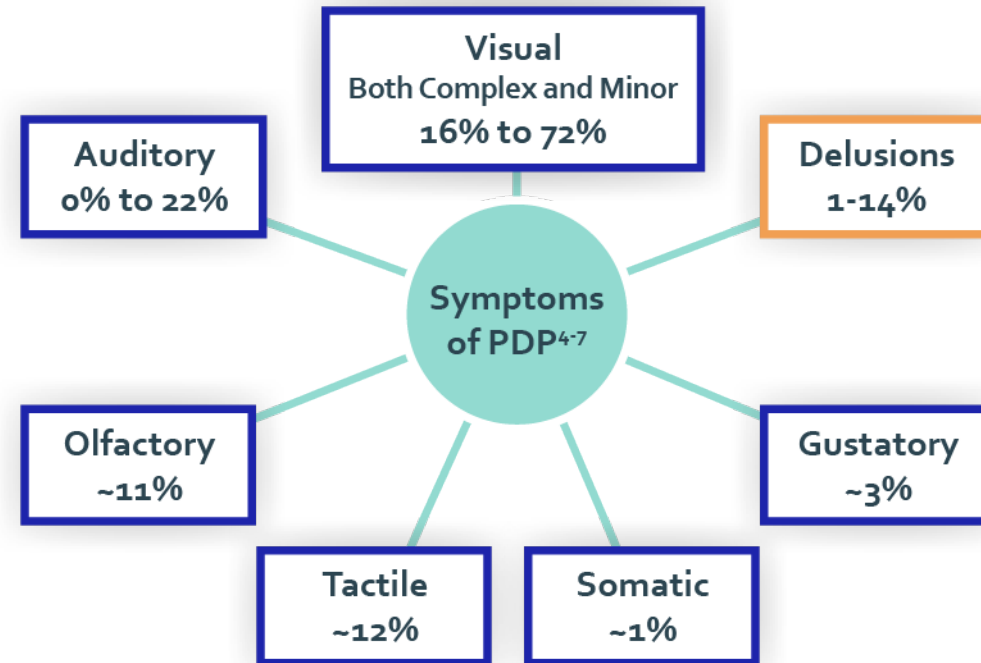 Visual
Both Complex and Minor
16% to 72%
Auditory
0% to 22%
Delusions
1-14%
Symptoms
of PDP⁴⁻⁷
Olfactory
~11%
Gustatory
~3%
Tactile
~12%
Somatic
~1%